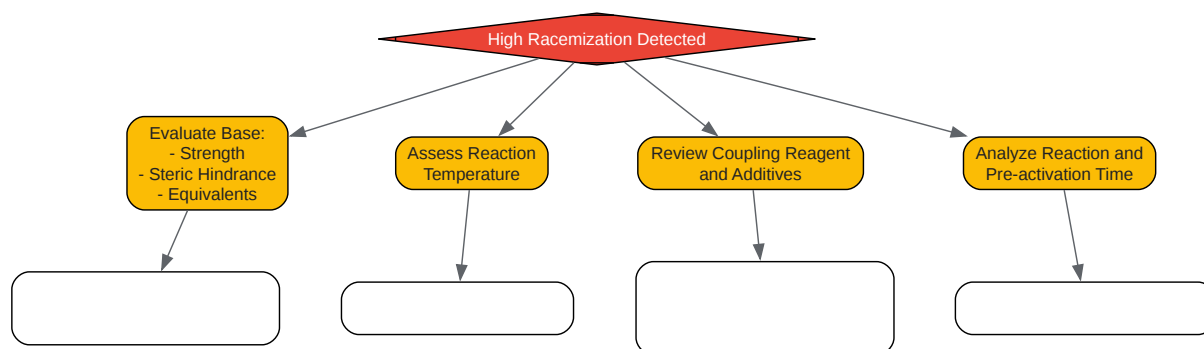 High Racemization Detected
Evaluate Base:
- Strength
- Steric Hindrance
- Equivalents
Assess Reaction
Temperature
Review Coupling Reagent
and Additives
Analyze Reaction and
Pre-activation Time